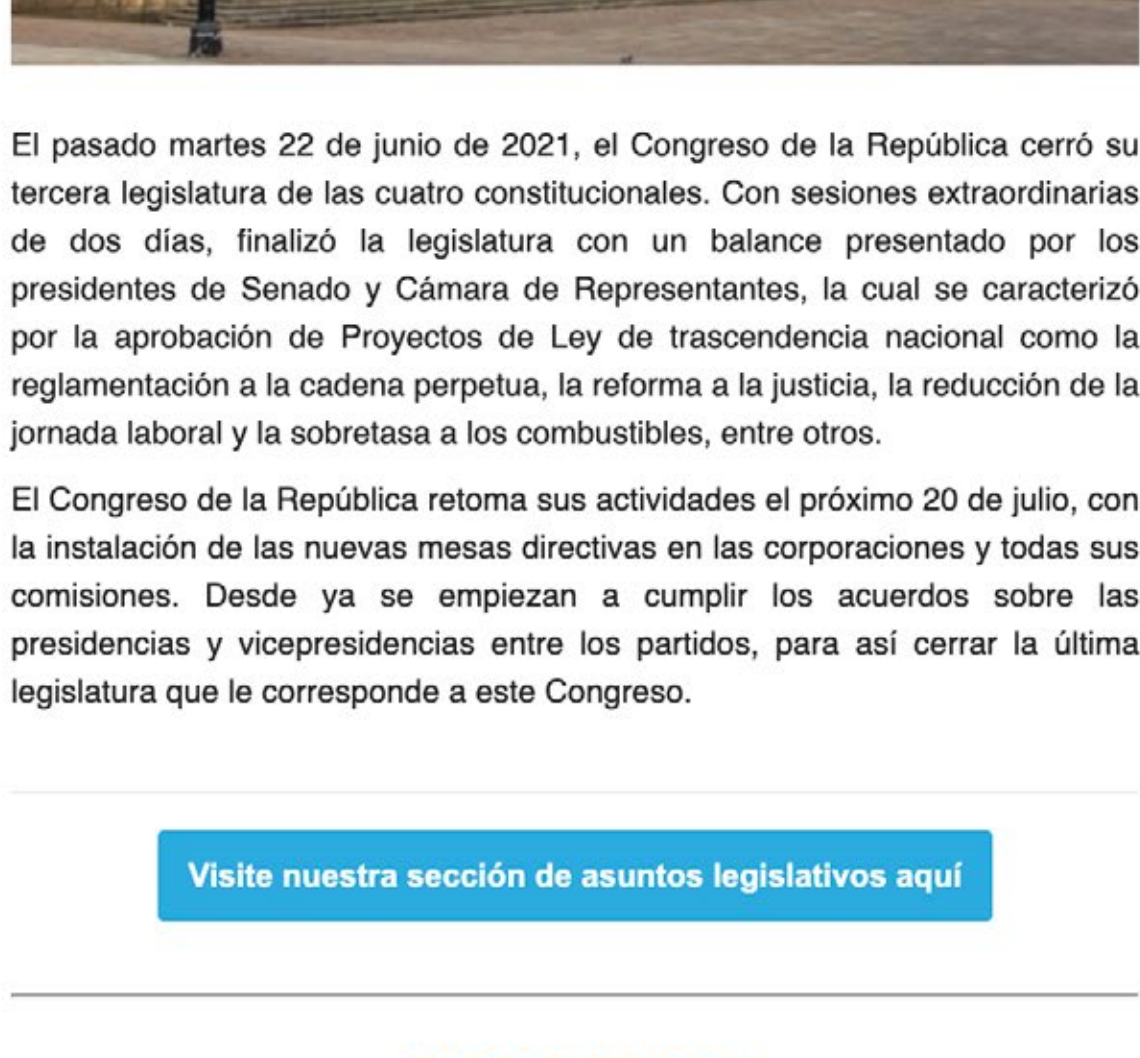 El pasado martes 22 de junio de 2021, el Congreso de la República cerró su
tercera legislatura de las cuatro constitucionales. Con sesiones extraordinarias
de dos días, finalizó la legislatura con un balance presentado por los
presidentes de Senado y Cámara de Representantes, la cual se caracterizó
por la aprobación de Proyectos de Ley de trascendencia nacional como la
reglamentación a la cadena perpetua, la reforma a la justicia, la reducción de la
jornada laboral y la sobretasa a los combustibles, entre otros.
El Congreso de la República retoma sus actividades el próximo 20 de julio, con
la instalación de las nuevas mesas directivas en las corporaciones y todas sus
comisiones. Desde ya se empiezan a cumplir los acuerdos sobre las
presidencias y vicepresidencias entre los partidos, para así cerrar la última
legislatura que le corresponde a este Congreso.
Visite nuestra sección de asuntos legislativos aquí